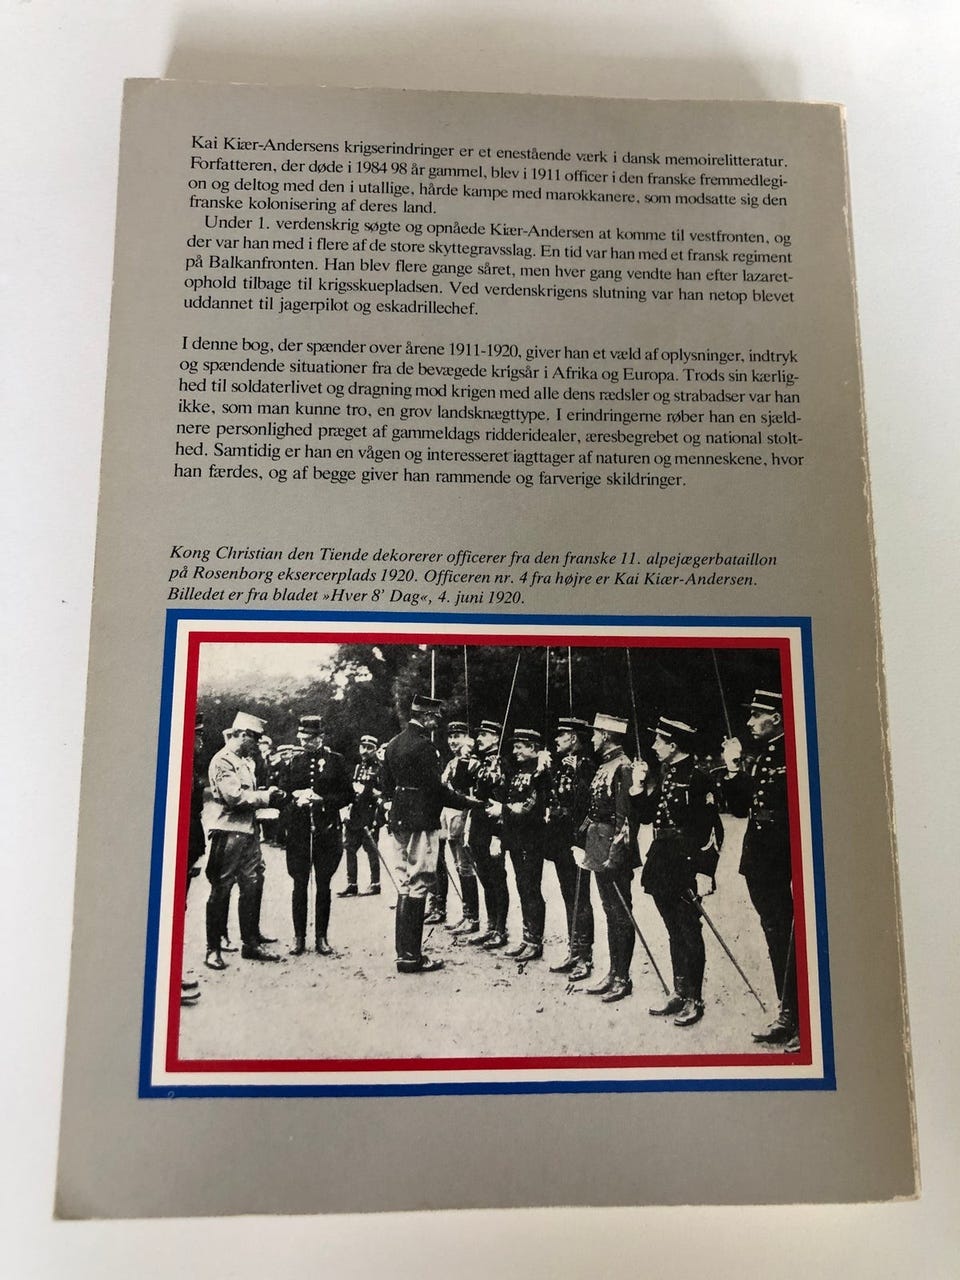 Kai Kiær-Andersens krigserindringer er et enestående værk i dansk memoirelitteratur.
Forfatteren, der døde i 1984 98 år gammel, blev i 1911 officer i den franske fremmedlegi-
on og deltog med den i utallige, hårde kampe med marokkanere, som modsatte sig den
franske kolonisering af deres land.
Under 1. verdenskrig søgte og opnåede Kiær-Andersen at komme til vestfronten, og
der var han med i flere af de store skyttegravsslag. En tid var han med et fransk regiment
på Balkanfronten. Han blev flere gange såret, men hver gang vendte han efter lazaret-
ophold tilbage til krigsskuepladsen. Ved verdenskrigens slutning var han netop blevet
uddannet til jagerpilot og eskadrillechef.
I denne bog, der spænder over årene 1911-1920, giver han et væld af oplysninger, indtryk
og spændende situationer fra de bevægede krigsår i Afrika og Europa. Trods sin kærlig-
hed til soldaterlivet og dragning mod krigen med alle dens rædsler og strabadser var han
ikke, som man kunne tro, en grov landsknægttype. I erindringerne røber han en sjæld-
nere personlighed præget af gammeldags ridderidealer, æresbegrebet og national stolt-
hed. Samtidig er han en vågen og interesseret iagttager af naturen og menneskene, hvor
han færdes, og af begge giver han rammende og farverige skildringer.
Kong Christian den Tiende dekorerer officerer fra den franske 11. alpejægerbataillon
på Rosenborg eksercerplads 1920. Officeren nr. 4 fra højre er Kai Kiær-Andersen.
Billedet er fra bladet »Hver 8' Dag«, 4. juni 1920.
3.
4.